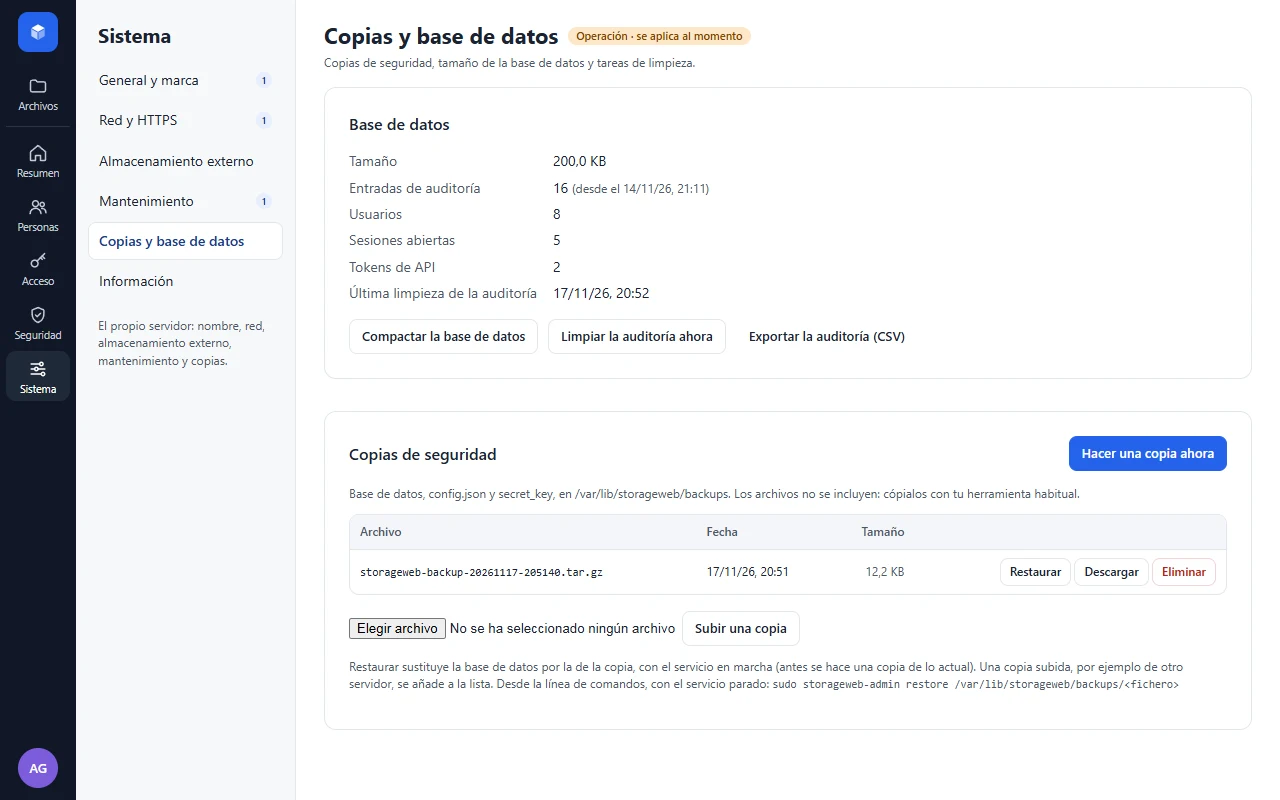 Archivos
Resumen
Personas
Acceso
Seguridad
Sistema
AG
Sistema
General y marca 1
Red y HTTPS 1
Almacenamiento externo
Mantenimiento 1
Copias y base de datos
Información
El propio servidor: nombre, red,
almacenamiento externo,
mantenimiento y copias.
Copias y base de datos Operación · se aplica al momento
Copias de seguridad, tamaño de la base de datos y tareas de limpieza.
Base de datos
Tamaño 200,0 KB
Entradas de auditoría 16 (desde el 14/11/26, 21:11)
Usuarios 8
Sesiones abiertas 5
Tokens de API 2
Última limpieza de la auditoría 17/11/26, 20:52
Compactar la base de datos Limpiar la auditoría ahora Exportar la auditoría (CSV)
Copias de seguridad Hacer una copia ahora
Base de datos, config.json y secret_key, en /var/lib/storageweb/backups. Los archivos no se incluyen: cópialos con tu herramienta habitual.
Archivo Fecha Tamaño
storageweb-backup-20261117-205140.tar.gz 17/11/26, 20:51 12,2 KB Restaurar Descargar Eliminar
Elegir archivo No se ha seleccionado ningún archivo Subir una copia
Restaurar sustituye la base de datos por la de la copia, con el servicio en marcha (antes se hace una copia de lo actual). Una copia subida, por ejemplo de otro
servidor, se añade a la lista. Desde la línea de comandos, con el servicio parado: sudo storageweb-admin restore /var/lib/storageweb/backups/<fichero>